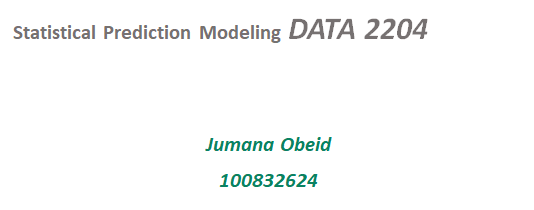 Statistical Prediction Modeling DATA 2204
Jumana Obeid
100832624